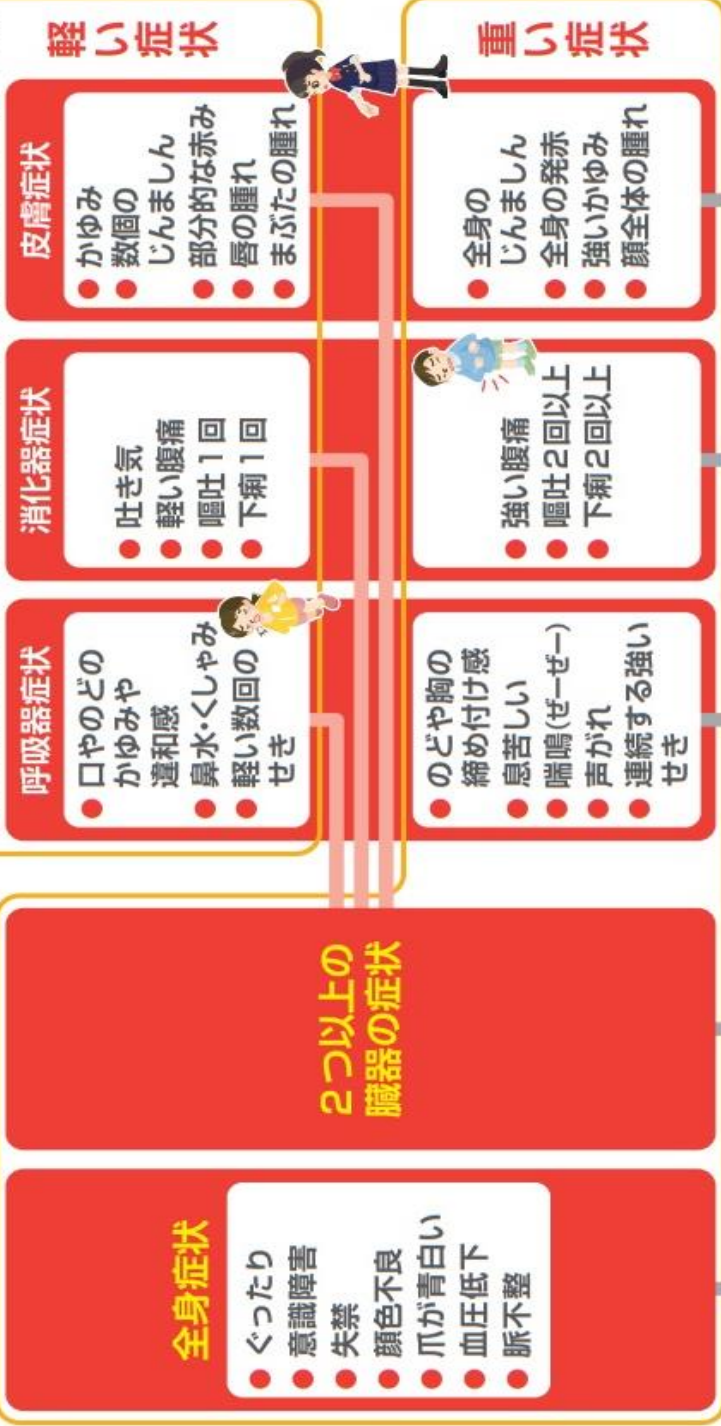 全身症状
ぐったり
意識障害
失禁
顔色不良
爪が青白い
血圧低下
脈不整
2つ以上の
臓器の症状
呼吸器症状
口やのどの
かゆみや
違和感
鼻水・くしゃみ
軽い数回の
せき
のどや胸の
締め付け感
息苦しい
喘鳴(ぜーぜー)
声がれ
連続する強い
せき
消化器症状
吐き気
軽い腹痛
嘔吐1回
下痢1回
強い腹痛
嘔吐2回以上
下痢2回以上
皮膚症状
かゆみ
数個の
じんましん
部分的な赤み
唇の腫れ
まぶたの腫れ
全身の
じんましん
全身の発赤
強いかゆみ
顔全体の腫れ
軽い症状
重い症状